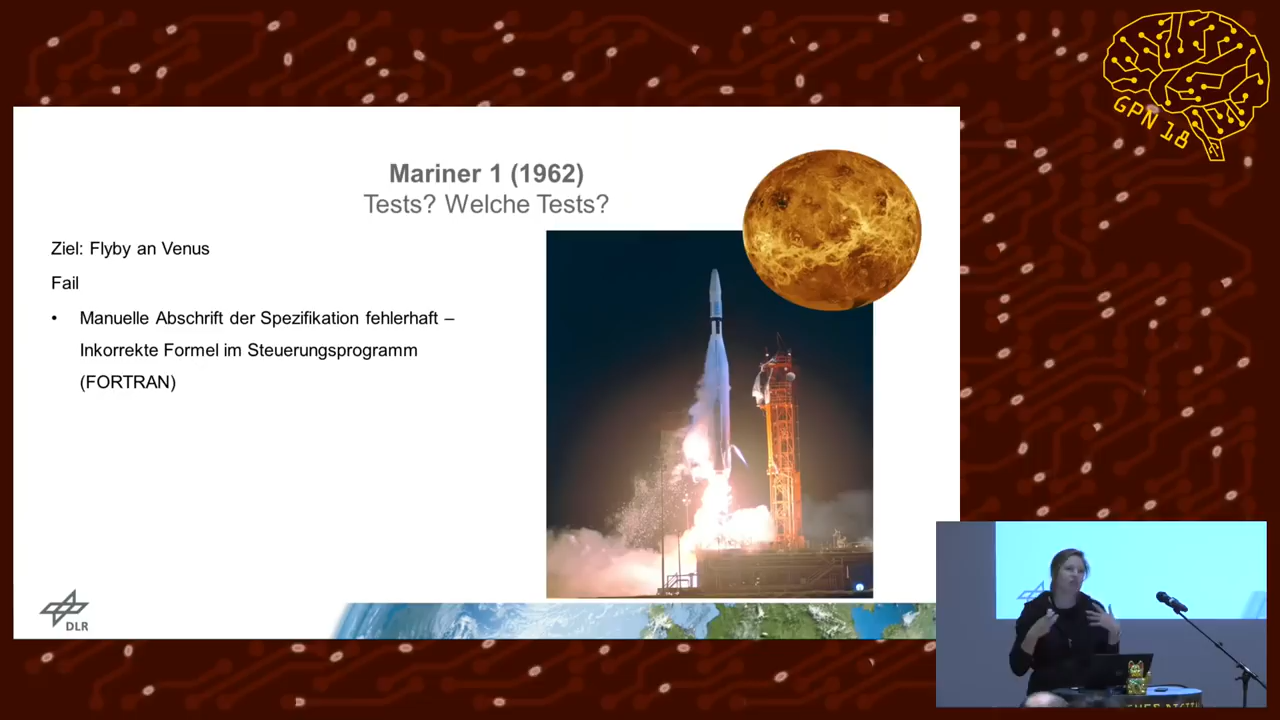 GPN 18
Mariner 1 (1962)
Tests? Welche Tests?
Ziel: Flyby an Venus
Fail
• Manuelle Abschrift der Spezifikation fehlerhaft –
Inkorrekte Formel im Steuerungsprogramm
(FORTRAN)
DLR